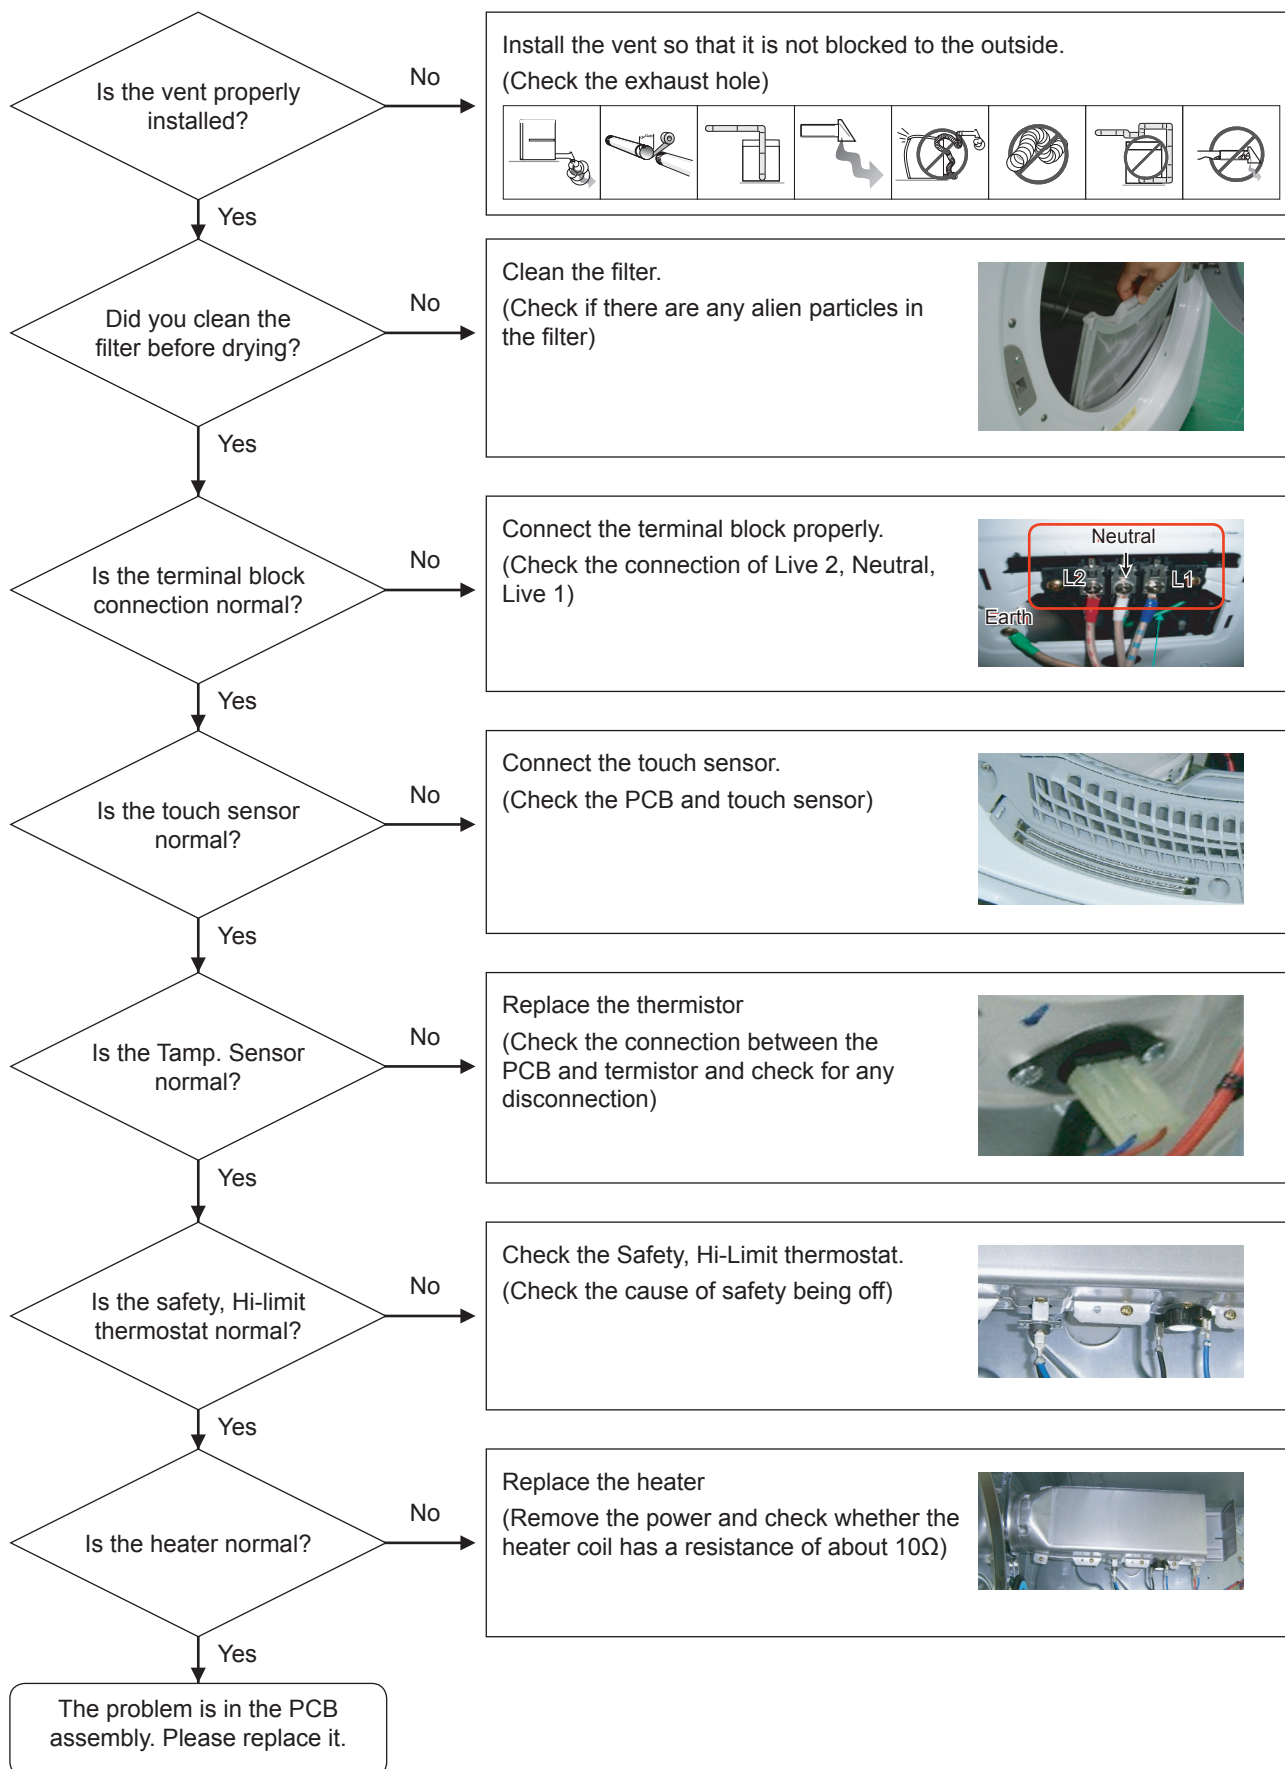 Is the vent properly
installed?
No
Install the vent so that it is not blocked to the outside.
(Check the exhaust hole)
Yes
Did you clean the
filter before drying?
No
Clean the filter.
(Check if there are any alien particles in
the filter)
Yes
Is the terminal block
connection normal?
No
Connect the terminal block properly.
(Check the connection of Live 2, Neutral,
Live 1)
Neutral
L2
L1
Earth
Yes
Is the touch sensor
normal?
No
Connect the touch sensor.
(Check the PCB and touch sensor)
Yes
Is the Tamp. Sensor
normal?
No
Replace the thermistor
(Check the connection between the
PCB and termistor and check for any
disconnection)
Yes
Is the safety, Hi-limit
thermostat normal?
No
Check the Safety, Hi-Limit thermostat.
(Check the cause of safety being off)
Yes
Is the heater normal?
No
Replace the heater
(Remove the power and check whether the
heater coil has a resistance of about 10Ω)
Yes
The problem is in the PCB
assembly. Please replace it.